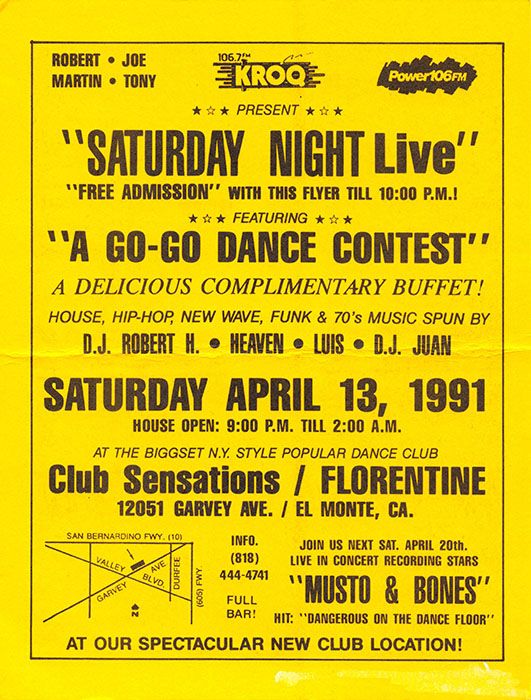 ROBERT • JOE
MARTIN • TONY
106.7 FM
KROQ
Power 106 FM
★☆★ PRESENT ★☆★
"SATURDAY NIGHT Live"
"FREE ADMISSION" WITH THIS FLYER TILL 10:00 P.M.!
★☆★ FEATURING ★☆★
"A GO-GO DANCE CONTEST"
A DELICIOUS COMPLIMENTARY BUFFET!
HOUSE, HIP-HOP, NEW WAVE, FUNK & 70's MUSIC SPUN BY
D.J. ROBERT H. • HEAVEN • LUIS • D.J. JUAN
SATURDAY APRIL 13, 1991
HOUSE OPEN: 9:00 P.M. TILL 2:00 A.M.
AT THE BIGGSET N.Y. STYLE POPULAR DANCE CLUB
Club Sensations / FLORENTINE
12051 GARVEY AVE. / EL MONTE, CA.
SAN BERNARDINO FWY. (10)
VALLEY BLVD.
GARVEY AVE
DURFEE
(605) FWY.
N
INFO.
(818)
444-4741
FULL
BAR!
JOIN US NEXT SAT. APRIL 20th.
LIVE IN CONCERT RECORDING STARS
"MUSTO & BONES"
HIT: "DANGEROUS ON THE DANCE FLOOR"
AT OUR SPECTACULAR NEW CLUB LOCATION!